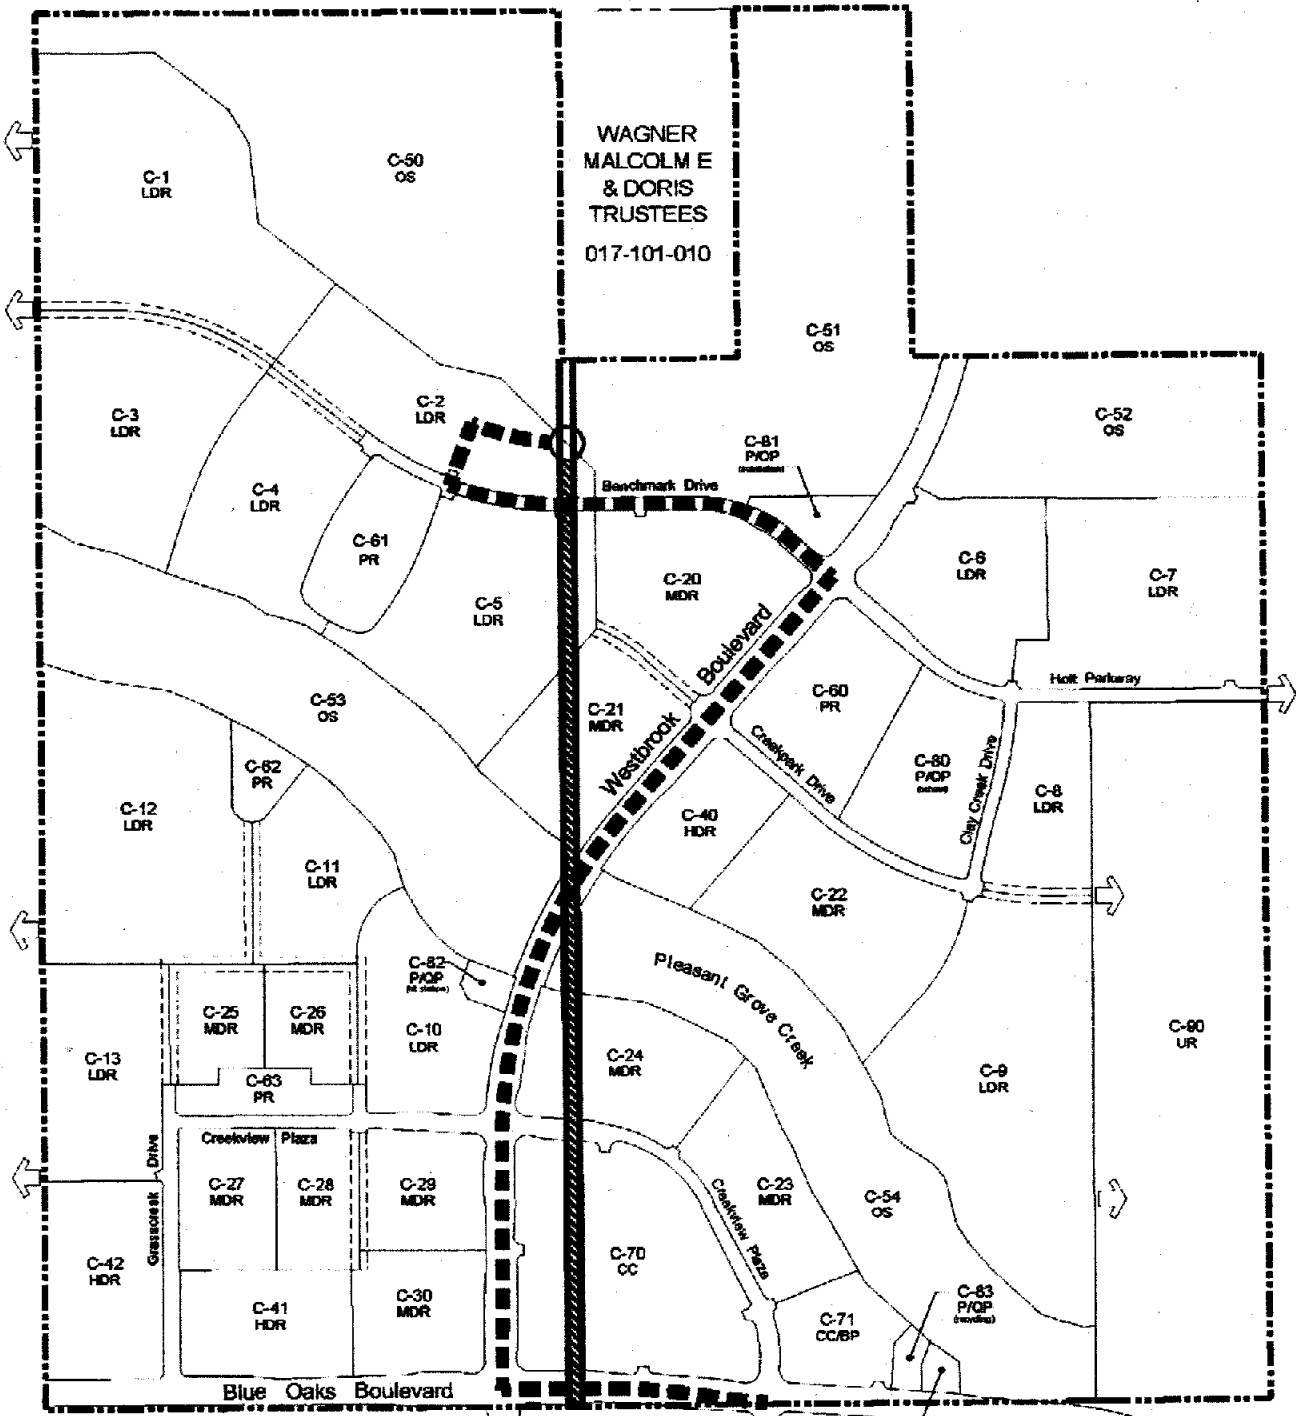 WAGNER
MALCOLM E
& DORIS
TRUSTEES
017-101-010
C-50
OS
C-1
LDR
C-51
OS
C-2
LDR
C-3
LDR
C-52
OS
C-81
P/QP
(substation)
Benchmark Drive
C-4
LDR
C-61
PR
C-6
LDR
C-7
LDR
C-20
MDR
C-5
LDR
Westbrook Boulevard
Holt Parkway
C-60
PR
C-53
OS
C-21
MDR
Creekpark Drive
C-80
P/QP
(school)
Clay Creek Drive
C-8
LDR
C-62
PR
C-12
LDR
C-40
HDR
C-11
LDR
C-22
MDR
Pleasant Grove Creek
C-82
P/QP
(lift station)
C-25
MDR
C-26
MDR
C-10
LDR
C-90
UR
C-13
LDR
C-24
MDR
C-9
LDR
C-63
PR
Creekview Plaza
Grasscreek Drive
C-27
MDR
C-28
MDR
C-29
MDR
C-23
MDR
C-54
OS
Creekview Plaza
C-42
HDR
C-70
CC
C-41
HDR
C-30
MDR
C-71
CC/BP
C-83
P/QP
(recycling)
Blue Oaks Boulevard